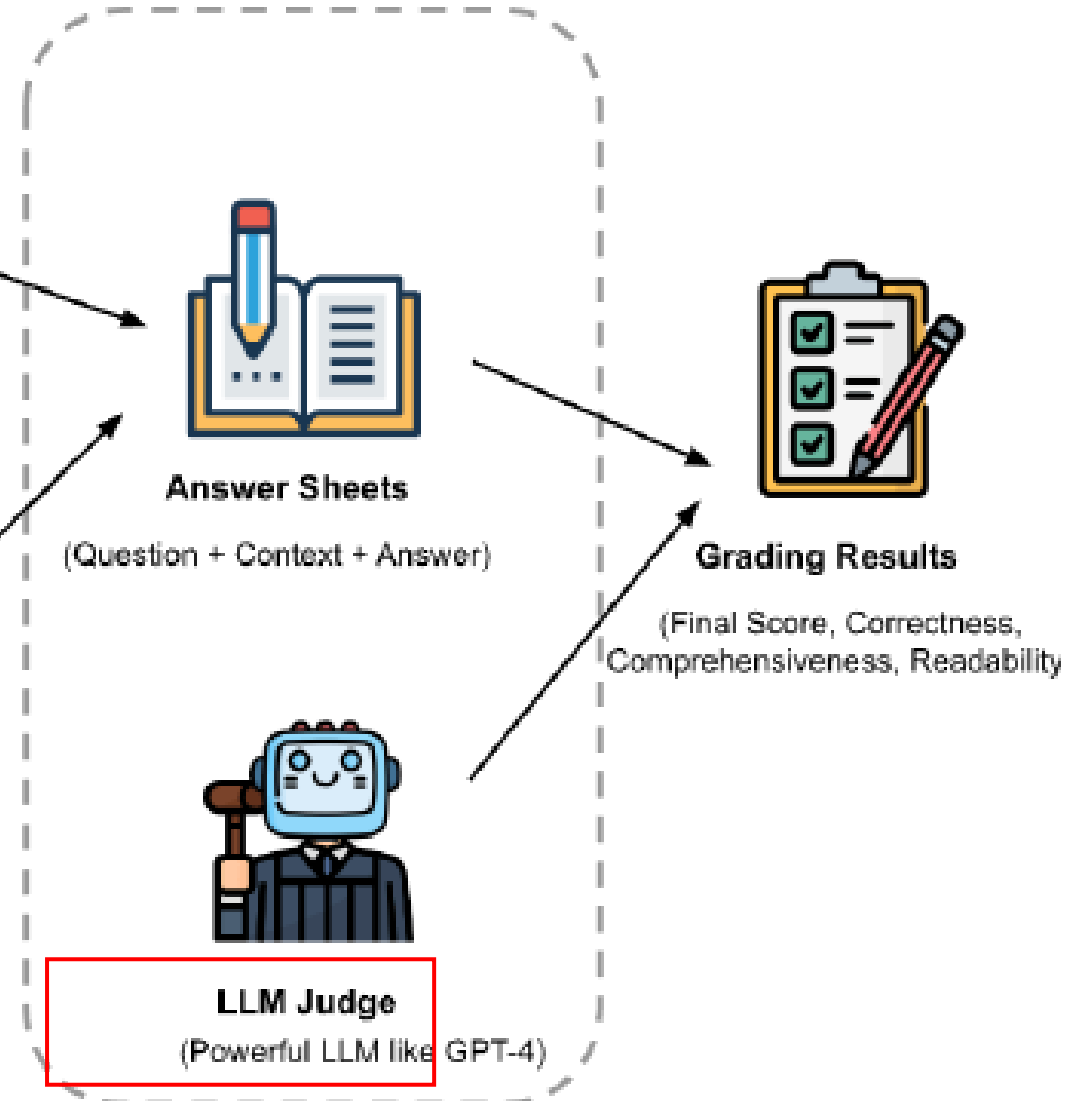 Answer Sheets
(Question + Context + Answer)
Grading Results
(Final Score, Correctness,
Comprehensiveness, Readability
LLM Judge
(Powerful LLM like GPT-4)